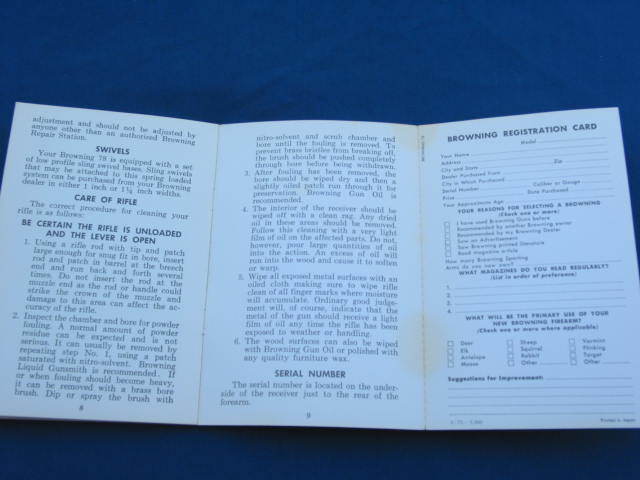 adjustment and should not be adjusted by
anyone other than an authorized Browning
Repair Station.
SWIVELS
Your Browning 78 is equipped with a set
of low profile sling swivel bases. Sling swivels
that may be attached to this spring loaded
system can be purchased from your Browning
dealer in either 1 inch or 1¼ inch widths.
CARE OF RIFLE
The correct procedure for cleaning your
rifle is as follows:
BE CERTAIN THE RIFLE IS UNLOADED
AND THE LEVER IS OPEN
1. Using a rifle rod with tip and patch
large enough for snug fit in bore, insert
rod and patch in barrel at the breech
end and run back and forth several
times. Do not insert the rod at the
muzzle end as the rod or handle could
strike the crown of the muzzle and
damage to this area can affect the ac-
curacy of the rifle.
2. Inspect the chamber and bore for powder
fouling. A normal amount of powder
residue can be expected and is not
serious. It can usually be removed by
repeating step No. 1, using a patch
saturated with nitro-solvent. Browning
Liquid Gunsmith is recommended. If
or when fouling should become heavy,
it can be removed with a brass bore
brush. Dip or spray the brush with
8
nitro-solvent and scrub chamber and
bore until the fouling is removed. To
prevent brass bristles from breaking off,
the brush should be pushed completely
through bore before being withdrawn.
3. After fouling has been removed, the
bore should be wiped dry and then a
slightly oiled patch run through it for
preservation. Browning Gun Oil is
recommended.
4. The interior of the receiver should be
wiped off with a clean rag. Any dried
oil in these areas should be removed.
Follow this cleaning with a very light
film of oil on the affected parts. Do not,
however, pour large quantities of oil
into the action. An excess of oil will
run into the wood and cause it to soften
or warp.
5. Wipe all exposed metal surfaces with an
oiled cloth making sure to wipe rifle
clean of all finger marks where moisture
will accumulate. Ordinary good judge-
ment will, of course, indicate that the
metal of the gun should receive a light
film of oil any time the rifle has been
exposed to weather or handling.
6. The wood surfaces can also be wiped
with Browning Gun Oil or polished with
any quality furniture wax.
SERIAL NUMBER
The serial number is located on the under-
side of the receiver just to the rear of the
forearm.
9
BROWNING REGISTRATION CARD
Model
Your Name
Address
City and State Zip
Dealer Purchased From
City in Which Purchased
Serial Number Caliber or Gauge
Price Date Purchased
Your Approximate Age
YOUR REASONS FOR SELECTING A BROWNING
(Check one or more)
I have used Browning Guns before
Recommended by another Browning owner
Recommended by my Browning Dealer
Saw an Advertisement
Saw Browning printed literature
Read magazine article
How many Browning Sporting
Arms do you now own?
WHAT MAGAZINES DO YOU READ REGULARLY?
(List in order of preference)
1.
2.
3.
4.
WHAT WILL BE THE PRIMARY USE OF YOUR
NEW BROWNING FIREARM?
(Check one or more where applicable)
Deer Sheep Varmint
Elk Squirrel Plinking
Antelope Rabbit Target
Moose Other Other
Suggestions for Improvement:
Printed in Japan